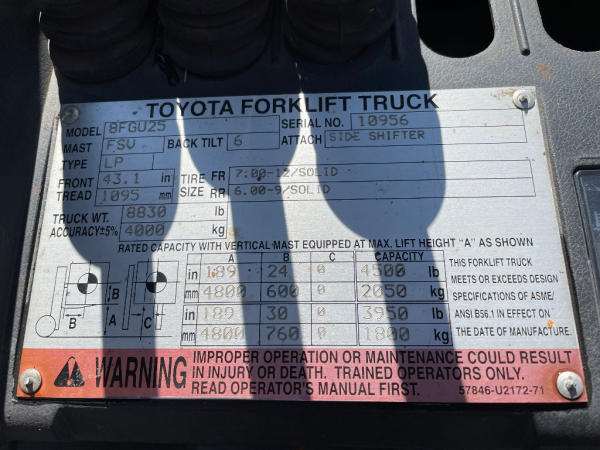 TOYOTA FORKLIFT TRUCK
MODEL 8FGU25 SERIAL NO. 10956
MAST FSV BACK TILT 6 ATTACH SIDE SHIFTER
TYPE LP
FRONT TREAD 43.1 in TIRE SIZE FR 7:00-12/SOLID
1095 mm RR 6.00-9/SOLID
TRUCK WT. 8830 lb
ACCURACY±5% 4000 kg
RATED CAPACITY WITH VERTICAL MAST EQUIPPED AT MAX. LIFT HEIGHT "A" AS SHOWN
A B C CAPACITY
in 189 24 0 4500 lb
mm 4800 600 0 2050 kg
in 189 30 0 3950 lb
mm 4800 760 0 1800 kg
B B A C
THIS FORKLIFT TRUCK
MEETS OR EXCEEDS DESIGN
SPECIFICATIONS OF ASME/
ANSI B56.1 IN EFFECT ON
THE DATE OF MANUFACTURE.
WARNING
IMPROPER OPERATION OR MAINTENANCE COULD RESULT
IN INJURY OR DEATH. TRAINED OPERATORS ONLY.
READ OPERATOR'S MANUAL FIRST. 57846-U2172-71